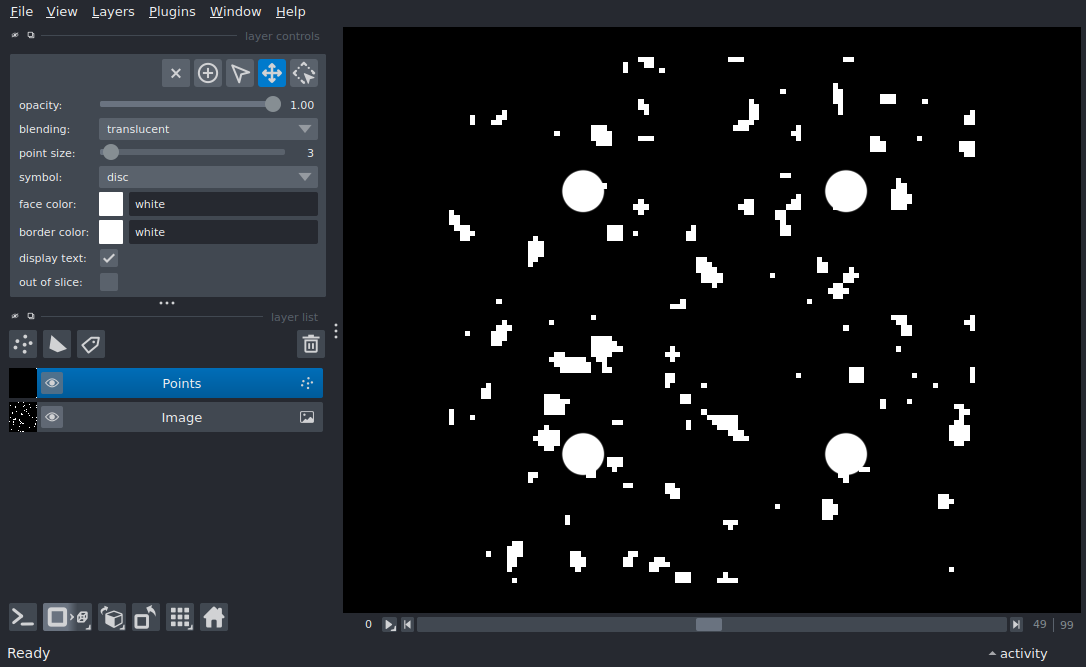 File View Layers Plugins Window Help
layer controls
opacity: 1.00
blending: translucent
point size: 3
symbol: disc
face color: white
border color: white
display text:
out of slice:
layer list
Points
Image
0 49 | 99
Ready activity